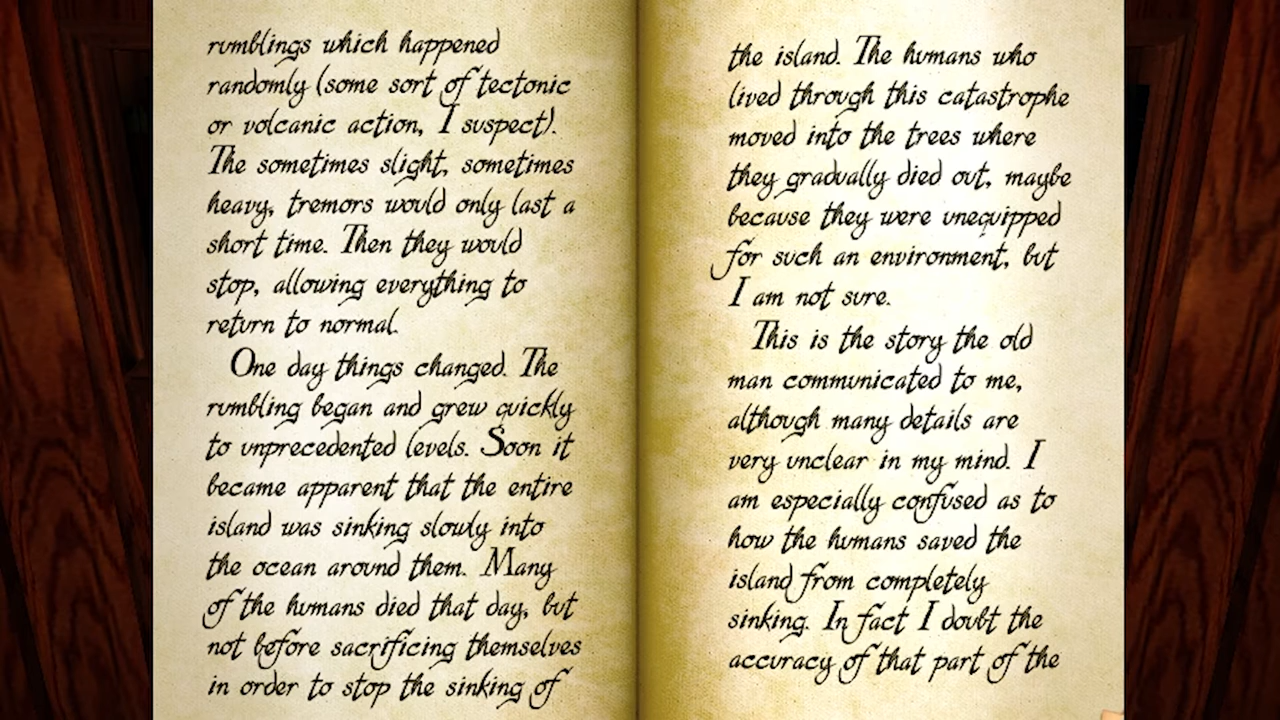 rumblings which happened
randomly (some sort of tectonic
or volcanic action, I suspect).
The sometimes slight, sometimes
heavy, tremors would only last a
short time. Then they would
stop, allowing everything to
return to normal.
One day things changed. The
rumbling began and grew quickly
to unprecedented levels. Soon it
became apparent that the entire
island was sinking slowly into
the ocean around them. Many
of the humans died that day, but
not before sacrificing themselves
in order to stop the sinking of
the island. The humans who
lived through this catastrophe
moved into the trees where
they gradually died out, maybe
because they were unequipped
for such an environment, but
I am not sure.
This is the story the old
man communicated to me,
although many details are
very unclear in my mind. I
am especially confused as to
how the humans saved the
island from completely
sinking. In fact I doubt the
accuracy of that part of the